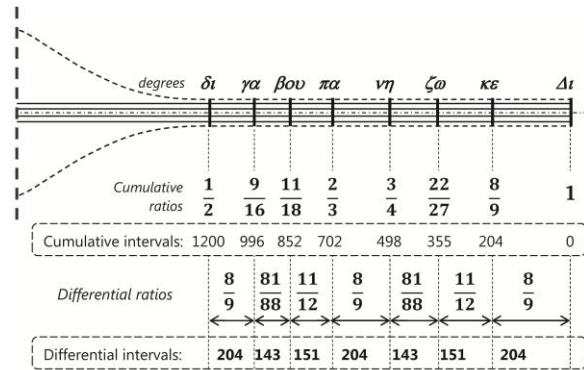 degrees δι γα βου πα νη ζω κε Δι
Cumulative ratios 1/2 9/16 11/18 2/3 3/4 22/27 8/9 1
Cumulative intervals: 1200 996 852 702 498 355 204 0
Differential ratios 8/9 81/88 11/12 8/9 81/88 11/12 8/9
Differential intervals: 204 143 151 204 143 151 204